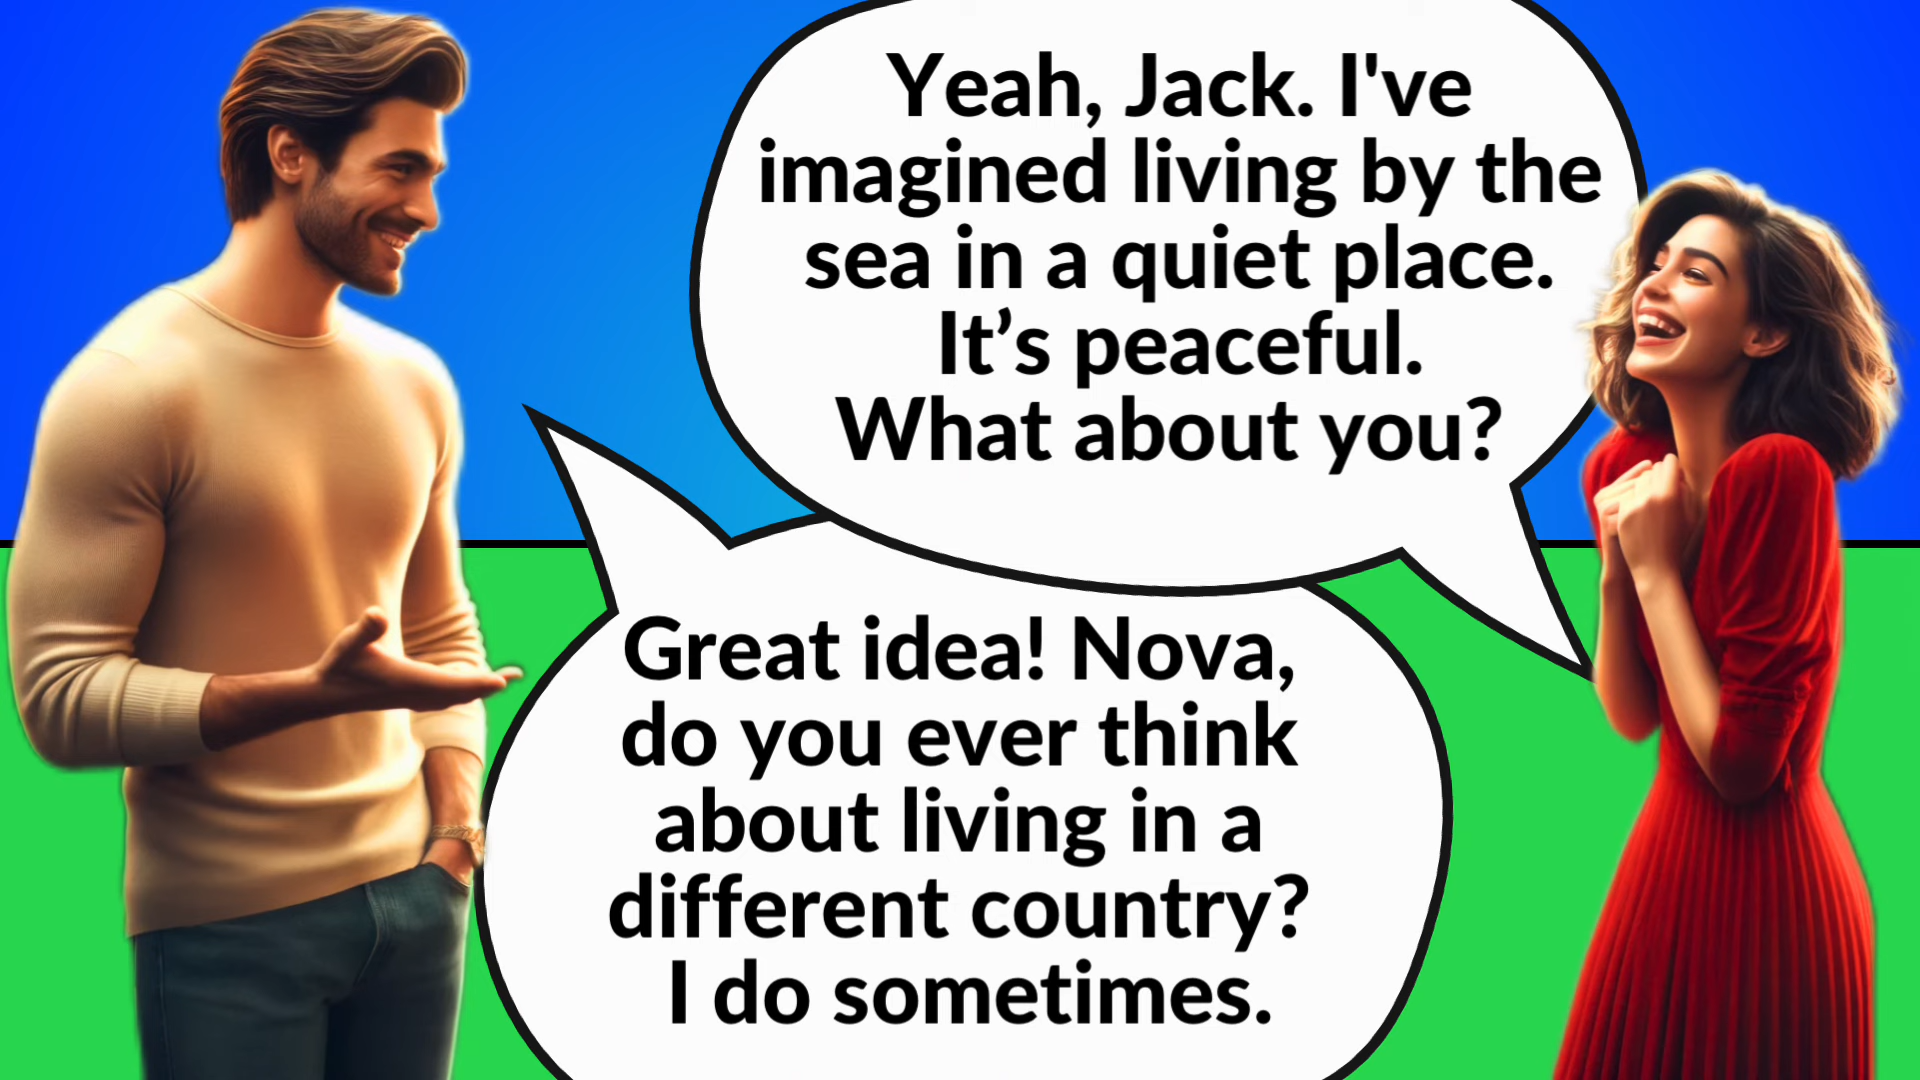 Yeah, Jack. I've
imagined living by the
sea in a quiet place.
It’s peaceful.
What about you?
Great idea! Nova,
do you ever think
about living in a
different country?
I do sometimes.